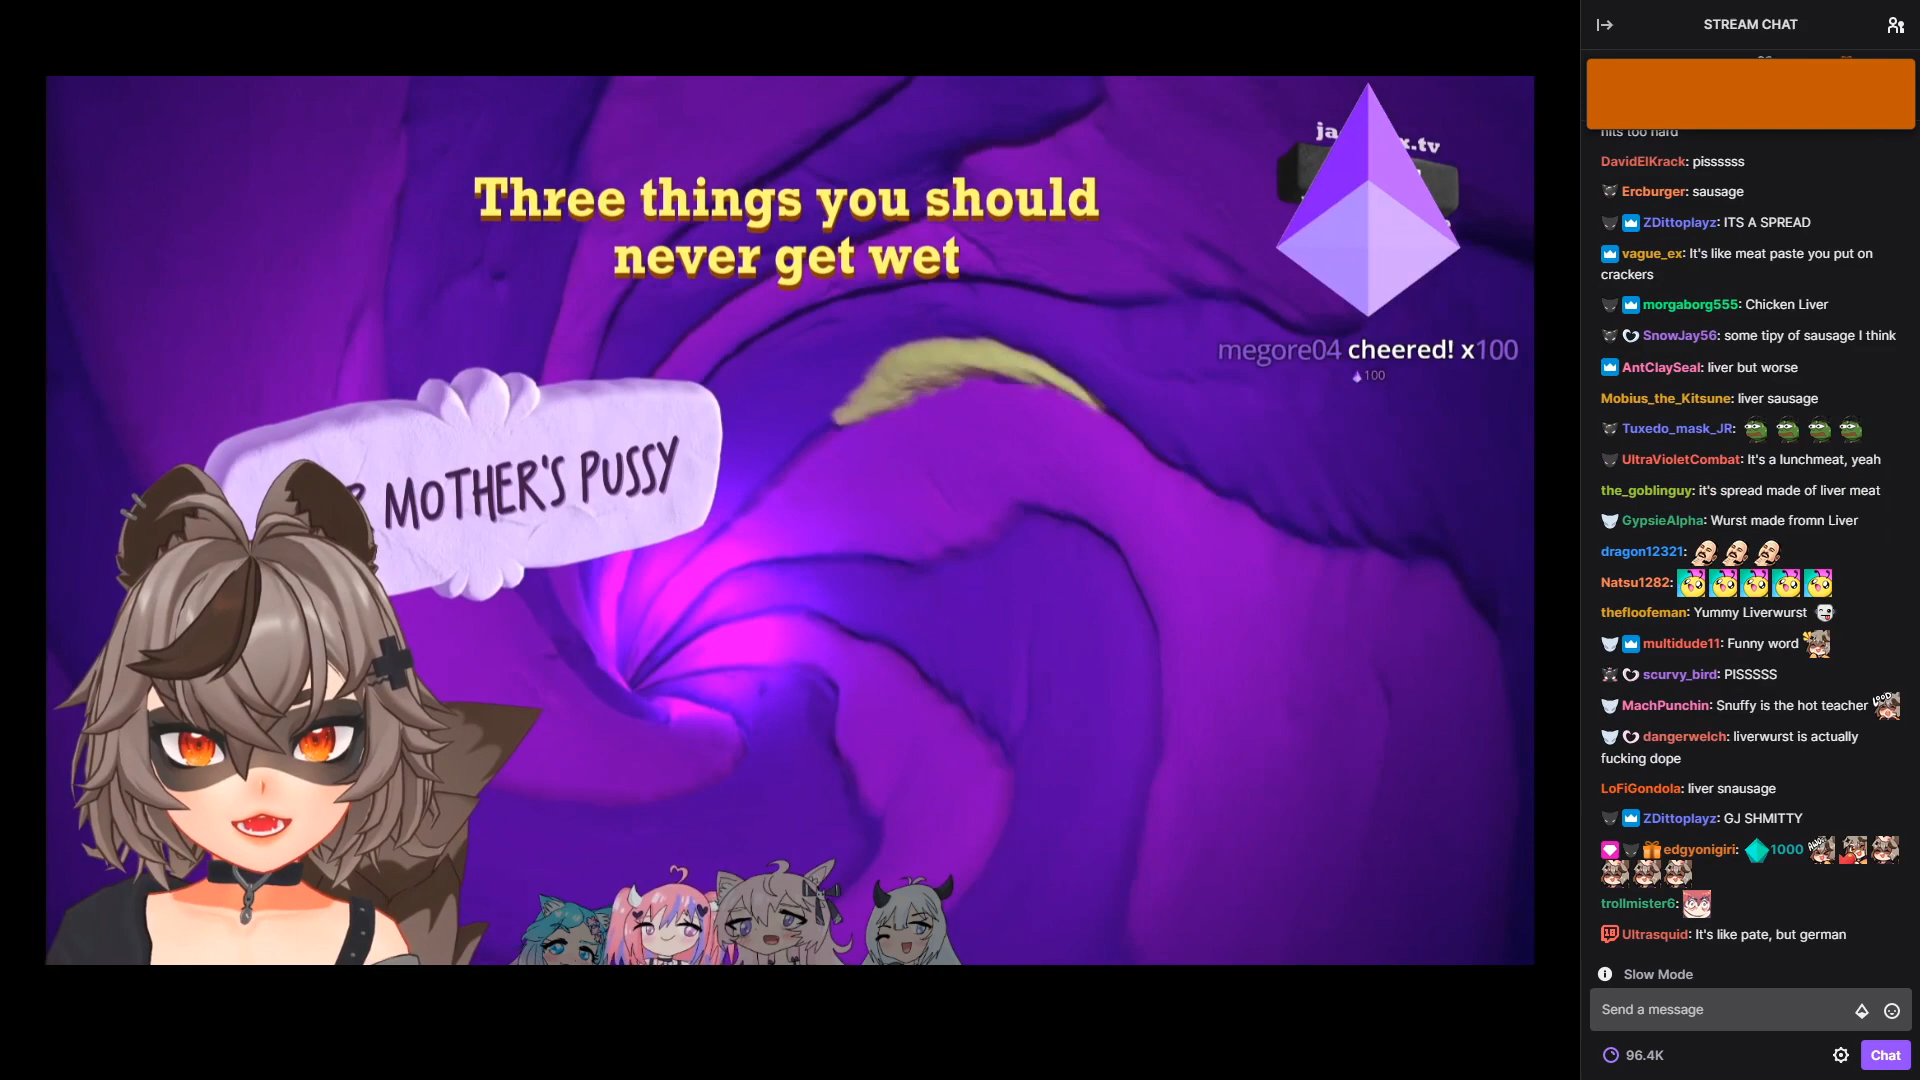 Three things you should
never get wet
MOTHER'S PUSSY
megore04 cheered! x100
100
STREAM CHAT
hits too hard
DavidElKrack: pissssss
Ercburger: sausage
ZDittoplayz: ITS A SPREAD
vague_ex: It's like meat paste you put on
crackers
morgaborg555: Chicken Liver
SnowJay56: some tipy of sausage I think
AntClaySeal: liver but worse
Mobius_the_Kitsune: liver sausage
Tuxedo_mask_JR:
UltraVioletCombat: It's a lunchmeat, yeah
the_goblinguy: it's spread made of liver meat
GypsieAlpha: Wurst made fromn Liver
dragon12321:
Natsu1282:
thefloofeman: Yummy Liverwurst
multidude11: Funny word
scurvy_bird: PISSSSS
MachPunchin: Snuffy is the hot teacher
dangerwelch: liverwurst is actually
fucking dope
LoFiGondola: liver snausage
ZDittoplayz: GJ SHMITTY
edgyonigiri: 1000
trollmister6:
Ultrasquid: It's like pate, but german
Slow Mode
Send a message
96.4K
Chat